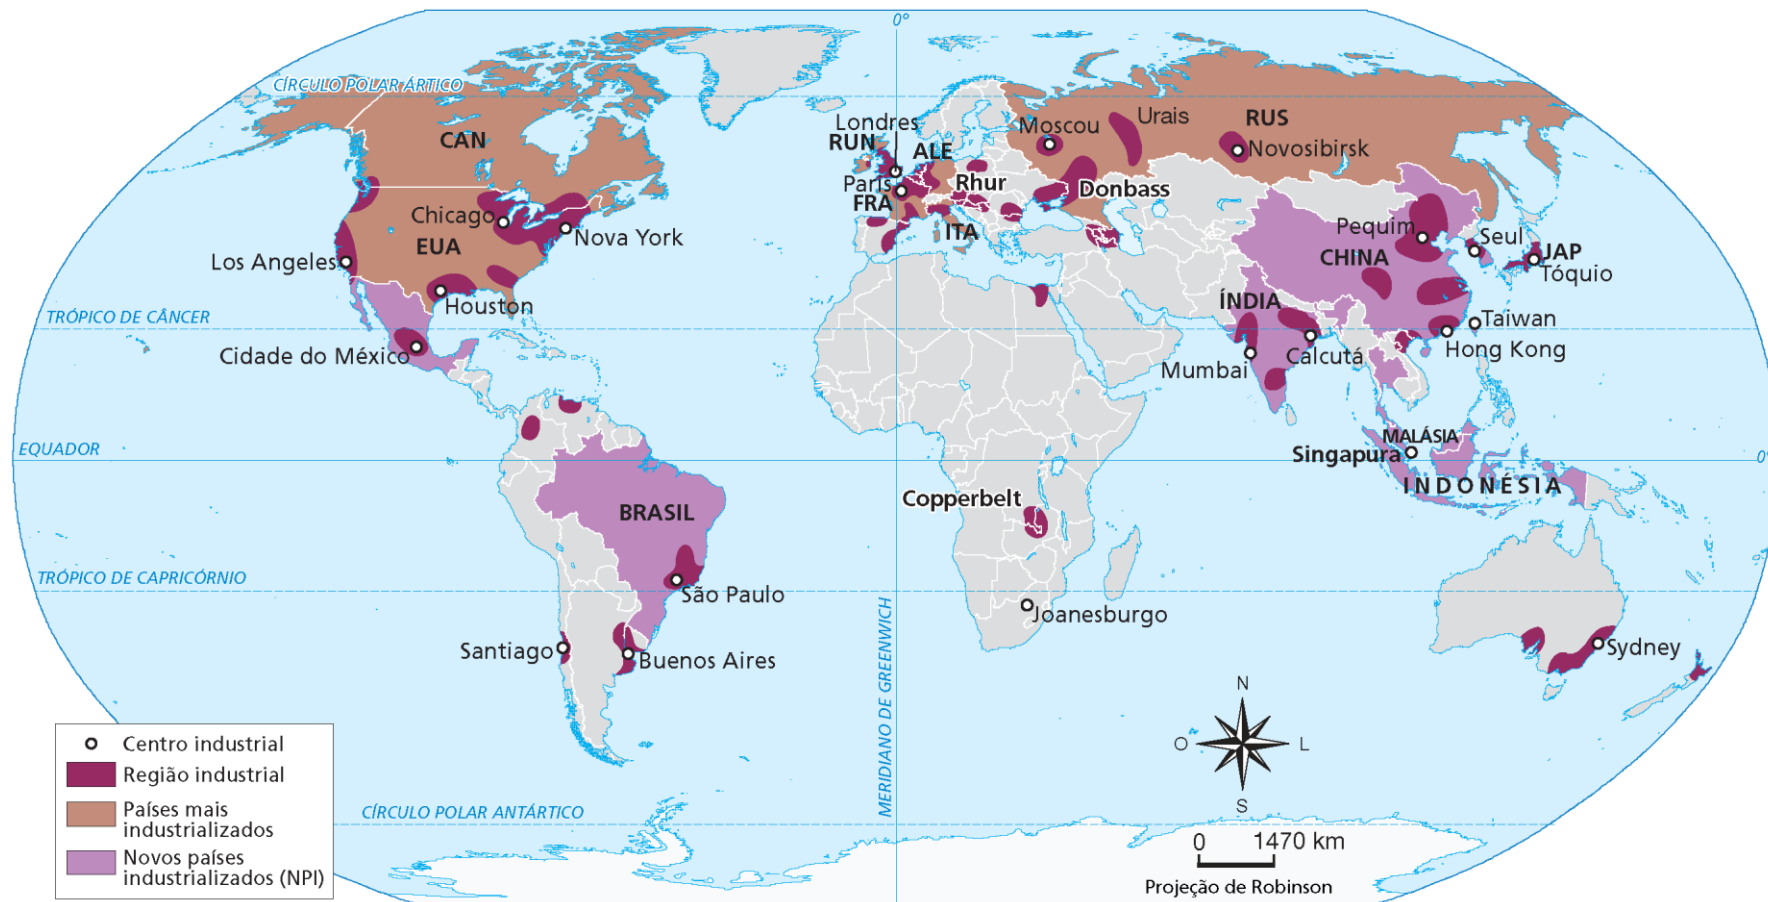 0°
CÍRCULO POLAR ÁRTICO
CAN
Londres
RUN
ALE
Moscou
Urais
RUS
Novosibirsk
Paris
FRA
Rhur
Donbass
Chicago
Nova York
EUA
ITA
Pequim
Seul
JAP
Tóquio
CHINA
Los Angeles
Houston
ÍNDIA
TRÓPICO DE CÂNCER
Taiwan
Cidade do México
Mumbai
Calcutá
Hong Kong
EQUADOR
MALÁSIA
Singapura
0°
INDONÉSIA
Copperbelt
BRASIL
TRÓPICO DE CAPRICÓRNIO
São Paulo
Joanesburgo
Santiago
Buenos Aires
Sydney
MERIDIANO DE GREENWICH
N
O
L
S
Centro industrial
Região industrial
Países mais
industrializados
Novos países
industrializados (NPI)
CÍRCULO POLAR ANTÁRTICO
0 1470 km
Projeção de Robinson